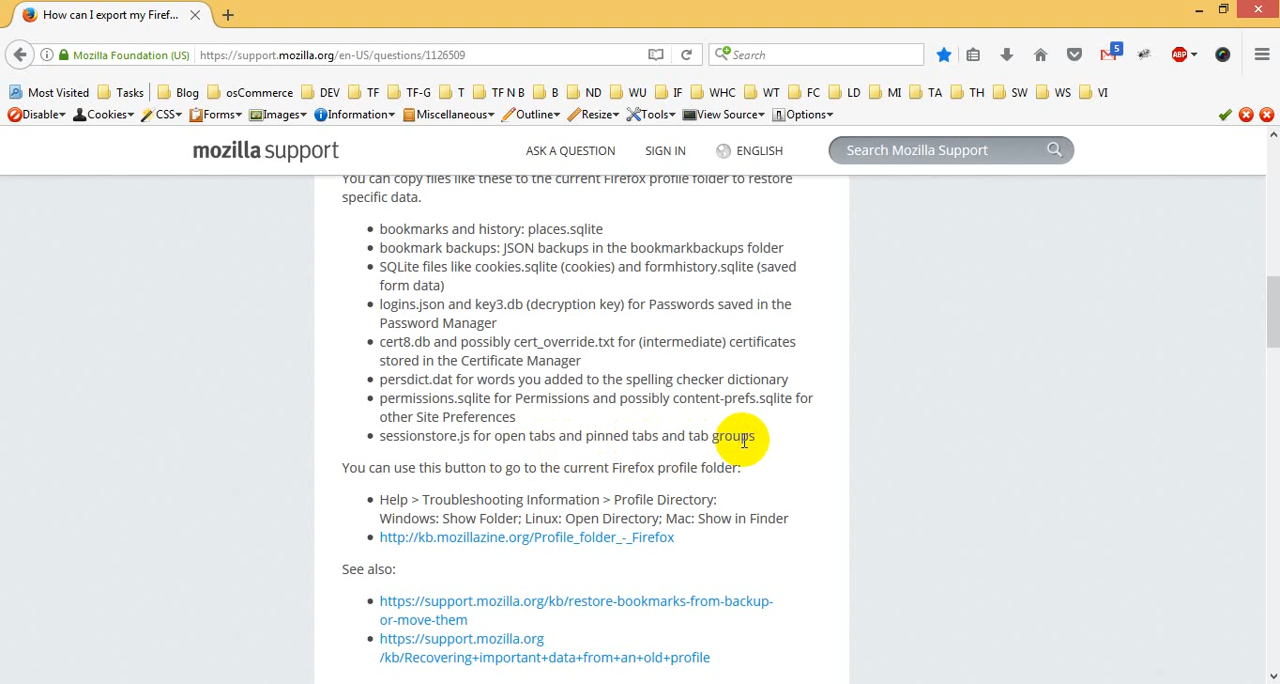 How can I export my Firef...
Mozilla Foundation (US)
https://support.mozilla.org/en-US/questions/1126509
Search
5
ABP
Most Visited
Tasks
Blog
osCommerce
DEV
TF
TF-G
T
TF N B
B
ND
WU
IF
WHC
WT
FC
LD
MI
TA
TH
SW
WS
VI
Disable
Cookies
CSS
Forms
Images
Information
Miscellaneous
Outline
Resize
Tools
View Source
Options
mozilla support
ASK A QUESTION
SIGN IN
ENGLISH
Search Mozilla Support
You can copy files like these to the current Firefox profile folder to restore
specific data.
bookmarks and history: places.sqlite
bookmark backups: JSON backups in the bookmarkbackups folder
SQLite files like cookies.sqlite (cookies) and formhistory.sqlite (saved
form data)
logins.json and key3.db (decryption key) for Passwords saved in the
Password Manager
cert8.db and possibly cert_override.txt for (intermediate) certificates
stored in the Certificate Manager
persdict.dat for words you added to the spelling checker dictionary
permissions.sqlite for Permissions and possibly content-prefs.sqlite for
other Site Preferences
sessionstore.js for open tabs and pinned tabs and tab groups
You can use this button to go to the current Firefox profile folder:
Help > Troubleshooting Information > Profile Directory:
Windows: Show Folder; Linux: Open Directory; Mac: Show in Finder
http://kb.mozillazine.org/Profile_folder_-_Firefox
See also:
https://support.mozilla.org/kb/restore-bookmarks-from-backup-
or-move-them
https://support.mozilla.org
/kb/Recovering+important+data+from+an+old+profile